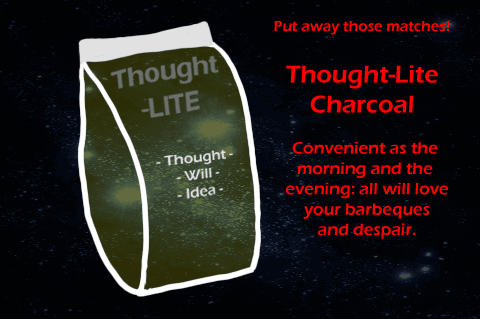 Put away those matches!
Thought
-LITE
- Thought -
- Will -
- Idea -
Thought-Lite
Charcoal
Convenient as the
morning and the
evening: all will love
your barbeques
and despair.